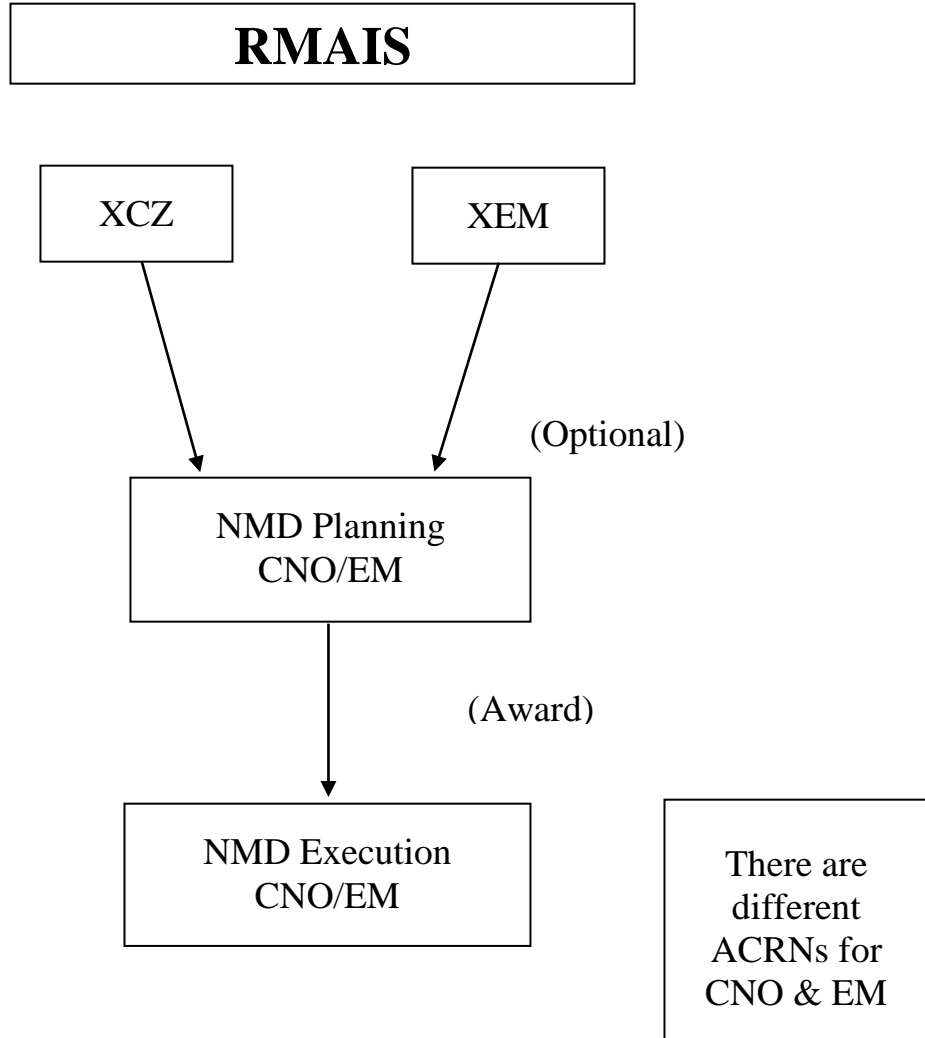 RMAIS
XCZ
XEM
(Optional)
NMD Planning
CNO/EM
(Award)
NMD Execution
CNO/EM
There are
different
ACRNs for
CNO & EM